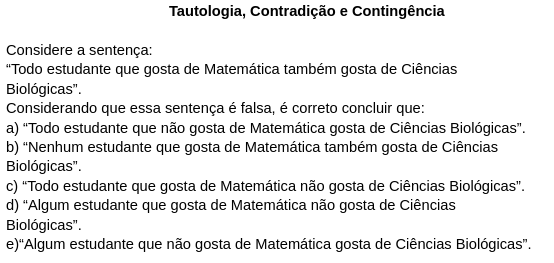 Tautologia, Contradição e Contingência
Considere a sentença:
“Todo estudante que gosta de Matemática também gosta de Ciências
Biológicas”.
Considerando que essa sentença é falsa, é correto concluir que:
a) “Todo estudante que não gosta de Matemática gosta de Ciências Biológicas”.
b) “Nenhum estudante que gosta de Matemática também gosta de Ciências
Biológicas”.
c) “Todo estudante que gosta de Matemática não gosta de Ciências Biológicas”.
d) “Algum estudante que gosta de Matemática não gosta de Ciências
Biológicas”.
e)“Algum estudante que não gosta de Matemática gosta de Ciências Biológicas”.